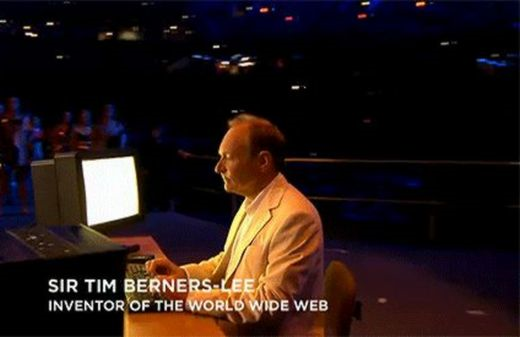 SIR TIM BERNERS-LEE
INVENTOR OF THE WORLD WIDE WEB